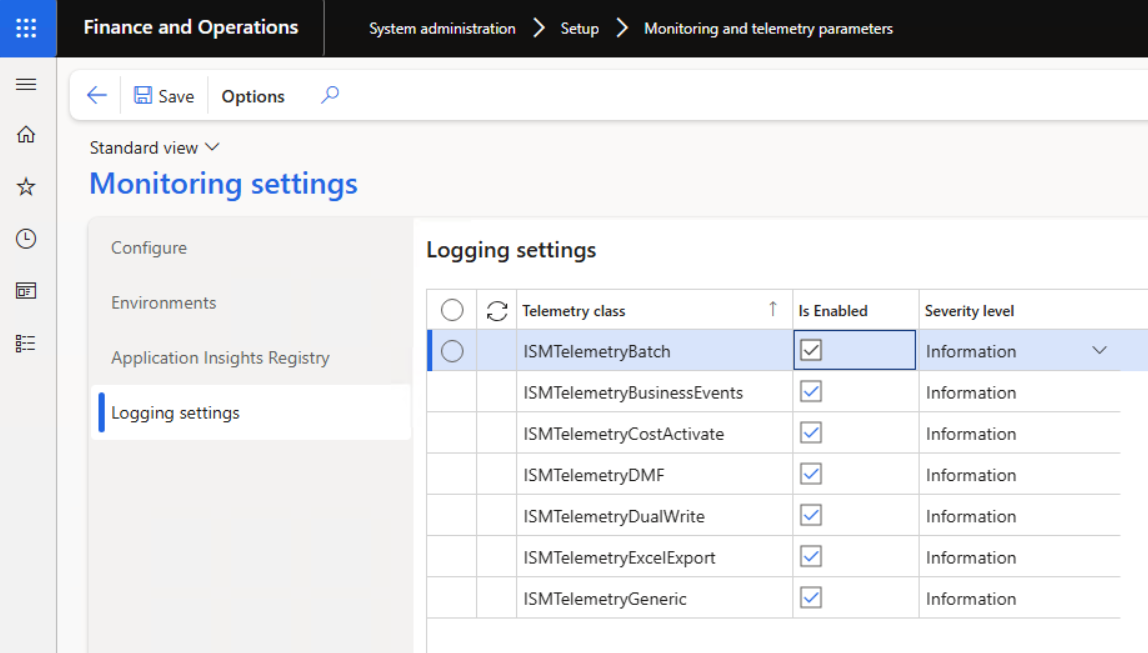 Finance and Operations
System administration > Setup > Monitoring and telemetry parameters
Save Options
Standard view
Monitoring settings
Configure
Environments
Application Insights Registry
Logging settings
Logging settings
Telemetry class ↑ Is Enabled Severity level
ISMTelemetryBatch Information
ISMTelemetryBusinessEvents Information
ISMTelemetryCostActivate Information
ISMTelemetryDMF Information
ISMTelemetryDualWrite Information
ISMTelemetryExcelExport Information
ISMTelemetryGeneric Information